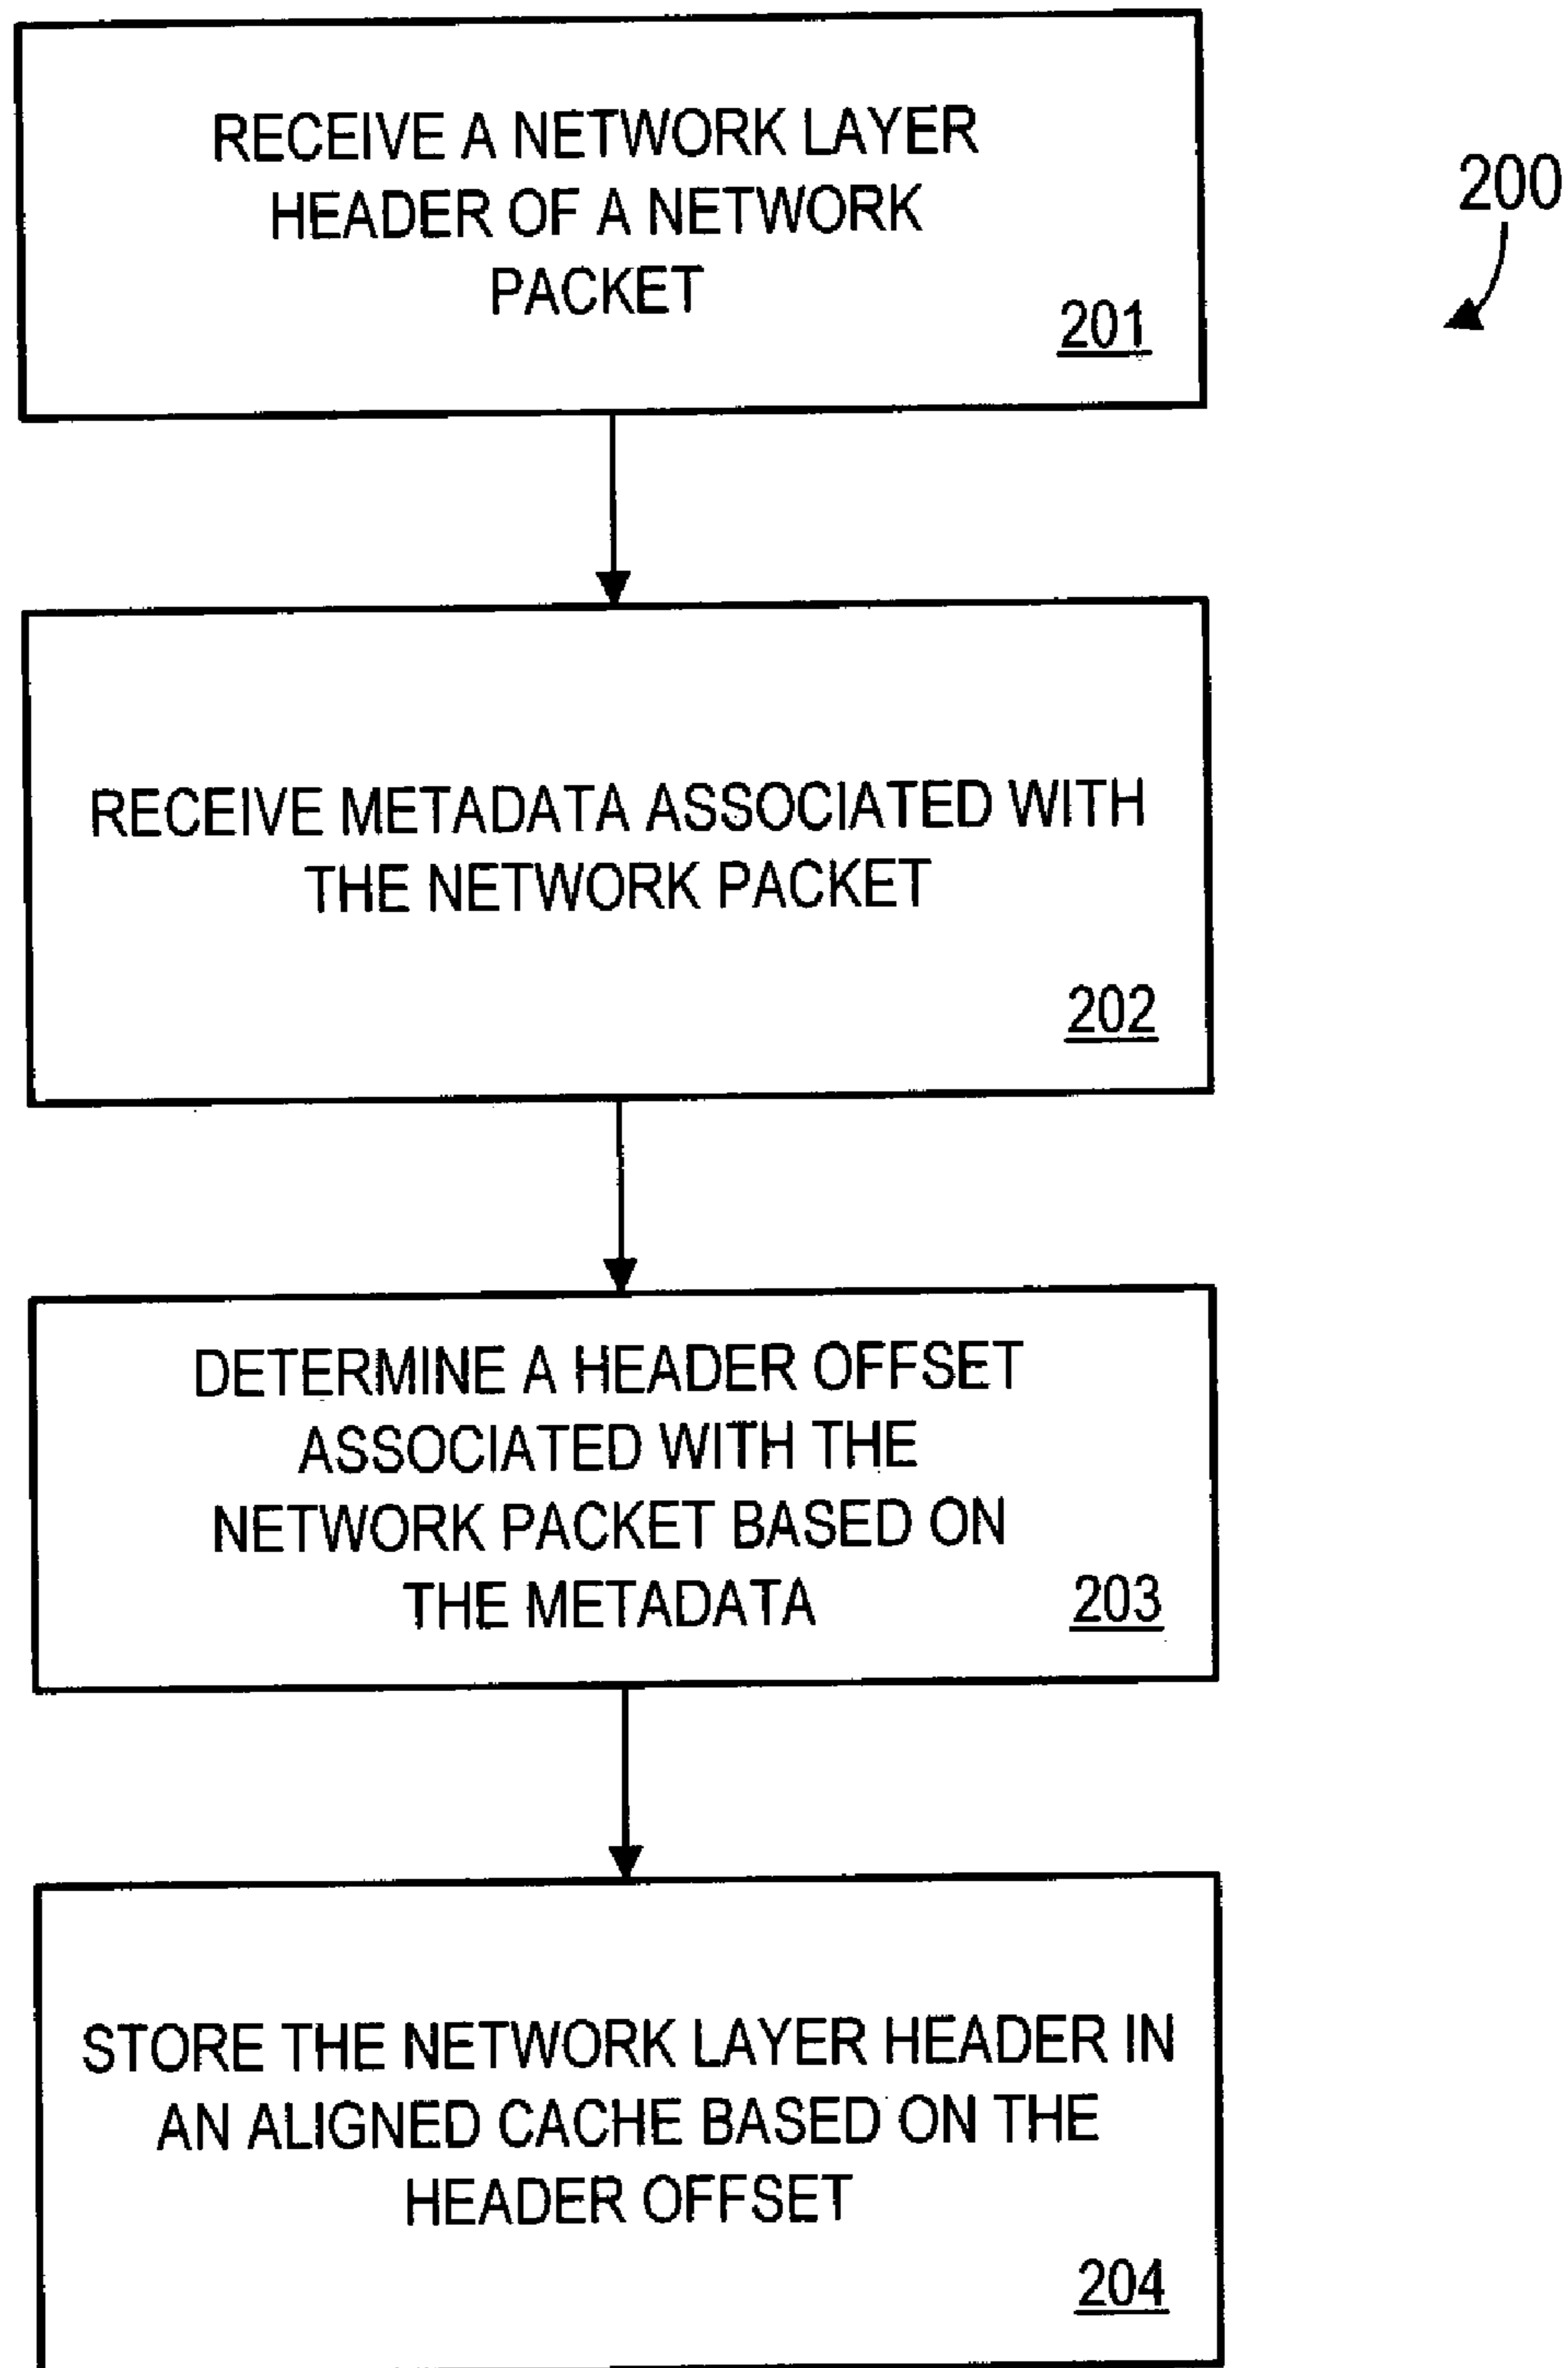 RECEIVE A NETWORK LAYER
HEADER OF A NETWORK
PACKET
201
200
RECEIVE METADATA ASSOCIATED WITH
THE NETWORK PACKET
202
DETERMINE A HEADER OFFSET
ASSOCIATED WITH THE
NETWORK PACKET BASED ON
THE METADATA
203
STORE THE NETWORK LAYER HEADER IN
AN ALIGNED CACHE BASED ON THE
HEADER OFFSET
204